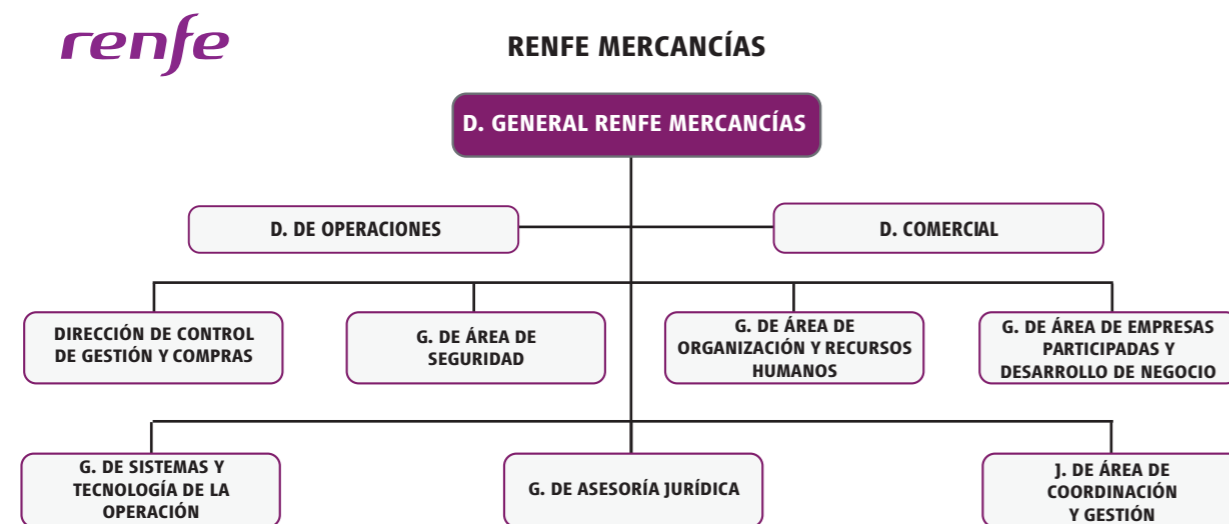 renfe
RENFE MERCANCÍAS
D. GENERAL RENFE MERCANCÍAS
D. DE OPERACIONES
D. COMERCIAL
DIRECCIÓN DE CONTROL
DE GESTIÓN Y COMPRAS
G. DE ÁREA DE
SEGURIDAD
G. DE ÁREA DE
ORGANIZACIÓN Y RECURSOS
HUMANOS
G. DE ÁREA DE EMPRESAS
PARTICIPADAS Y
DESARROLLO DE NEGOCIO
G. DE SISTEMAS Y
TECNOLOGÍA DE LA
OPERACIÓN
G. DE ASESORÍA JURÍDICA
J. DE ÁREA DE
COORDINACIÓN
Y GESTIÓN